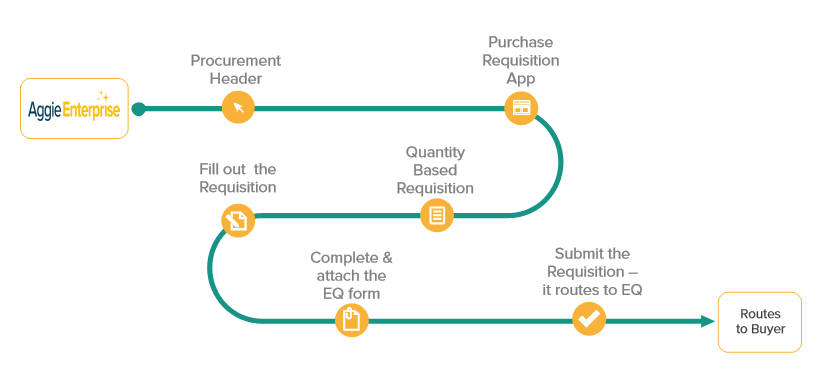 Aggie Enterprise
Procurement
Header
Purchase
Requisition
App
Quantity
Based
Requisition
Fill out the
Requisition
Complete &
attach the
EQ form
Submit the
Requisition –
it routes to EQ
Routes
to Buyer